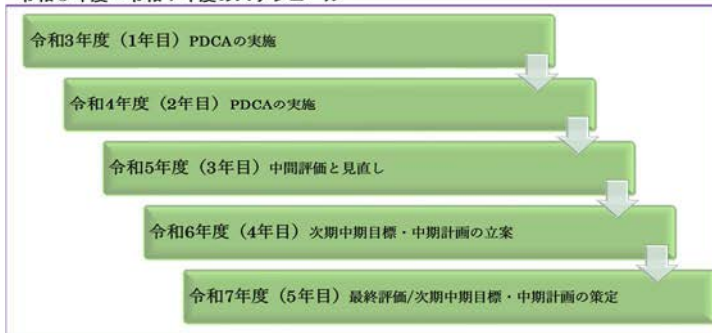 令和3年度（1年目）PDCAの実施
令和4年度（2年目）PDCAの実施
令和5年度（3年目）中間評価と見直し
令和6年度（4年目）次期中期目標・中期計画の立案
令和7年度（5年目）最終評価/次期中期目標・中期計画の策定